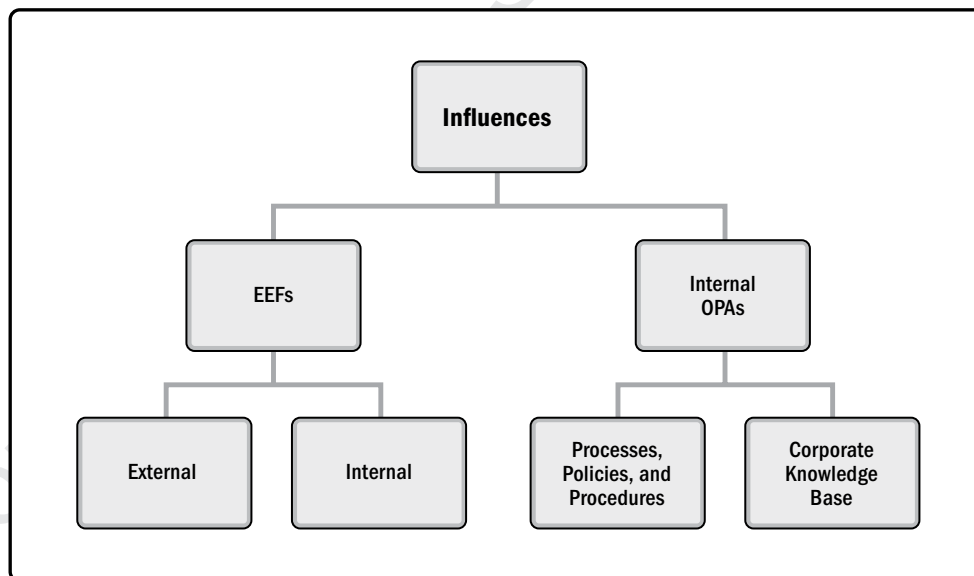 Influences
EEFs
Internal
OPAs
External
Internal
Processes,
Policies, and
Procedures
Corporate
Knowledge
Base